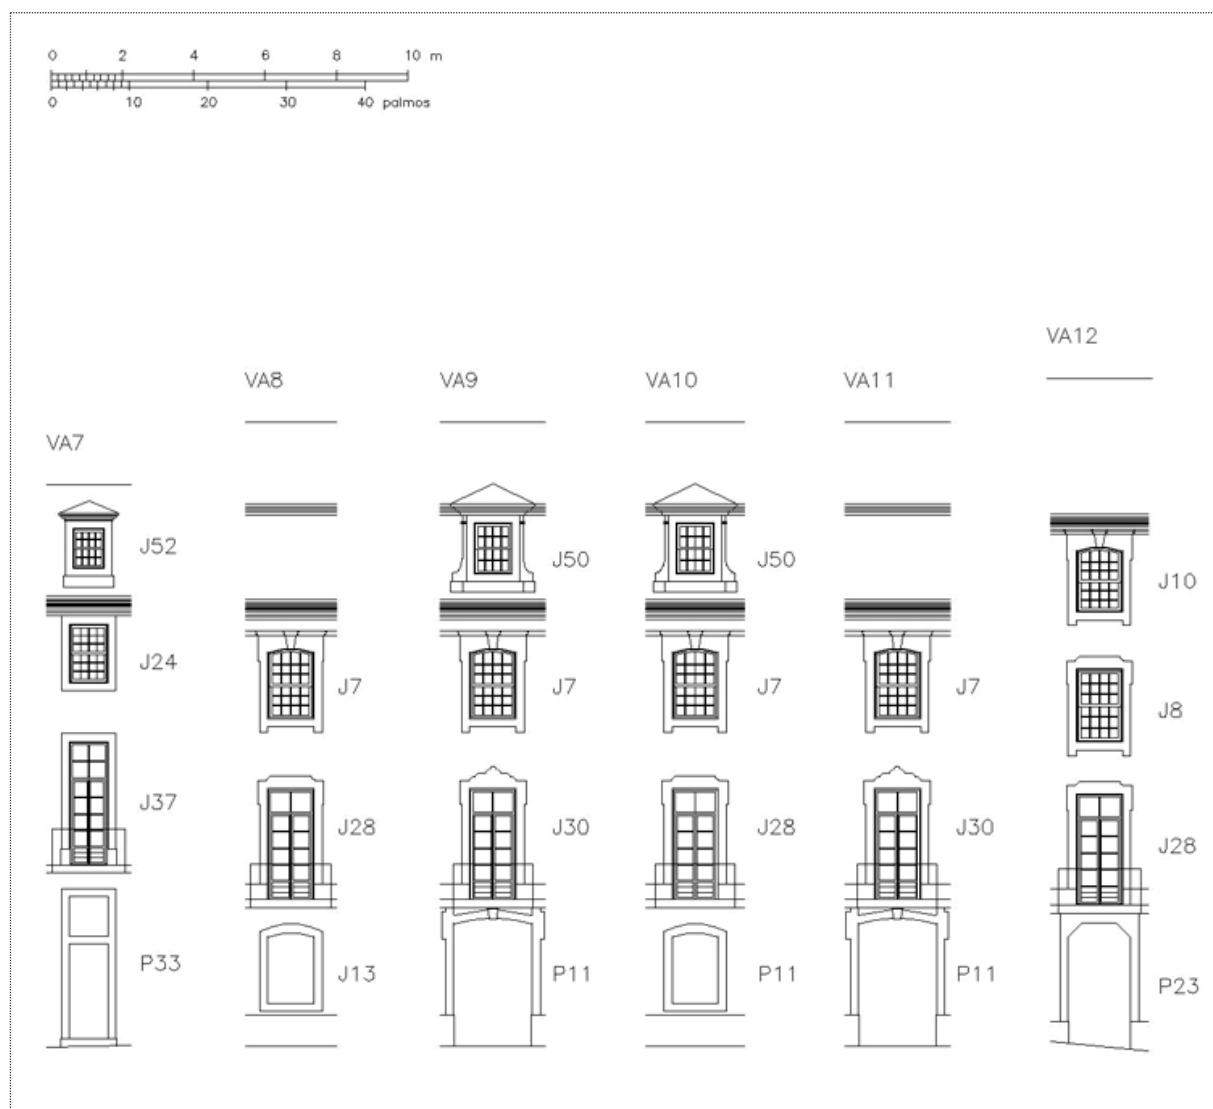 0 2 4 6 8 10 m
0 10 20 30 40 palmos
VA12
VA8 VA9 VA10 VA11
VA7
J52 J50 J50
J10
J24 J7 J7 J7 J7
J8
J37 J28 J30 J28 J30
J28
P33 J13 P11 P11 P11
P23